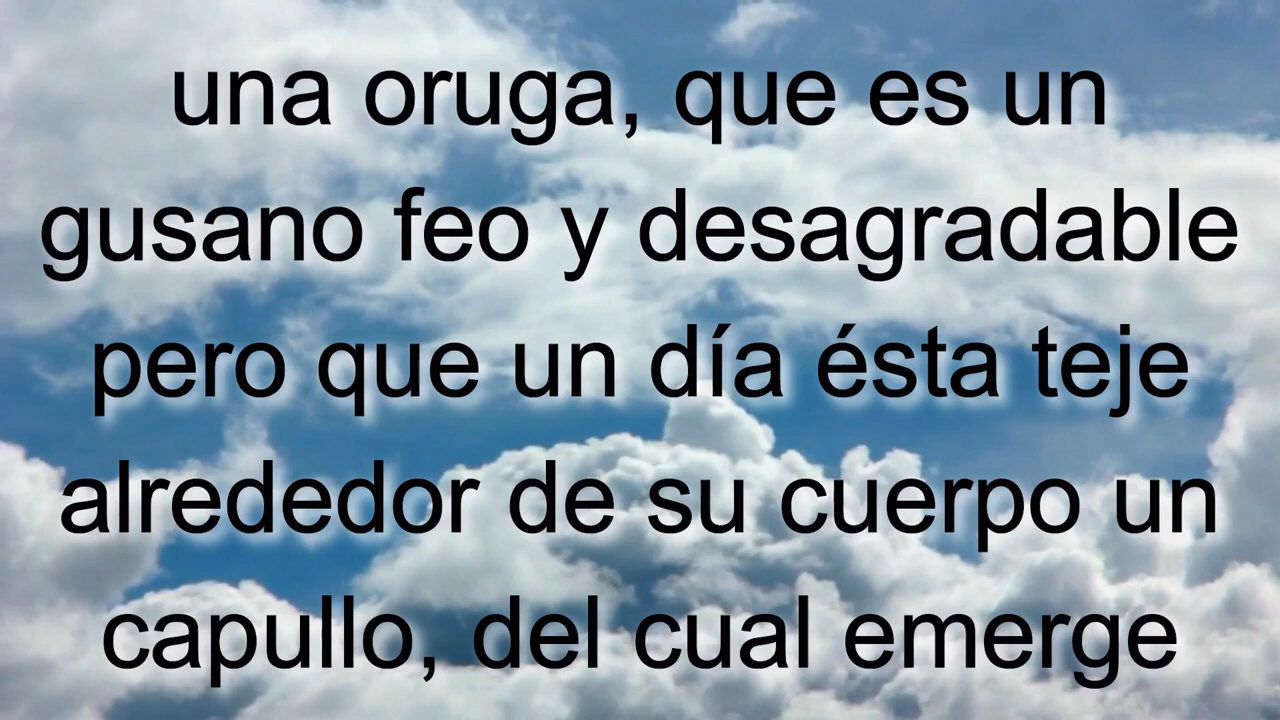 una oruga, que es un
gusano feo y desagradable
pero que un día ésta teje
alrededor de su cuerpo un
capullo, del cual emerge